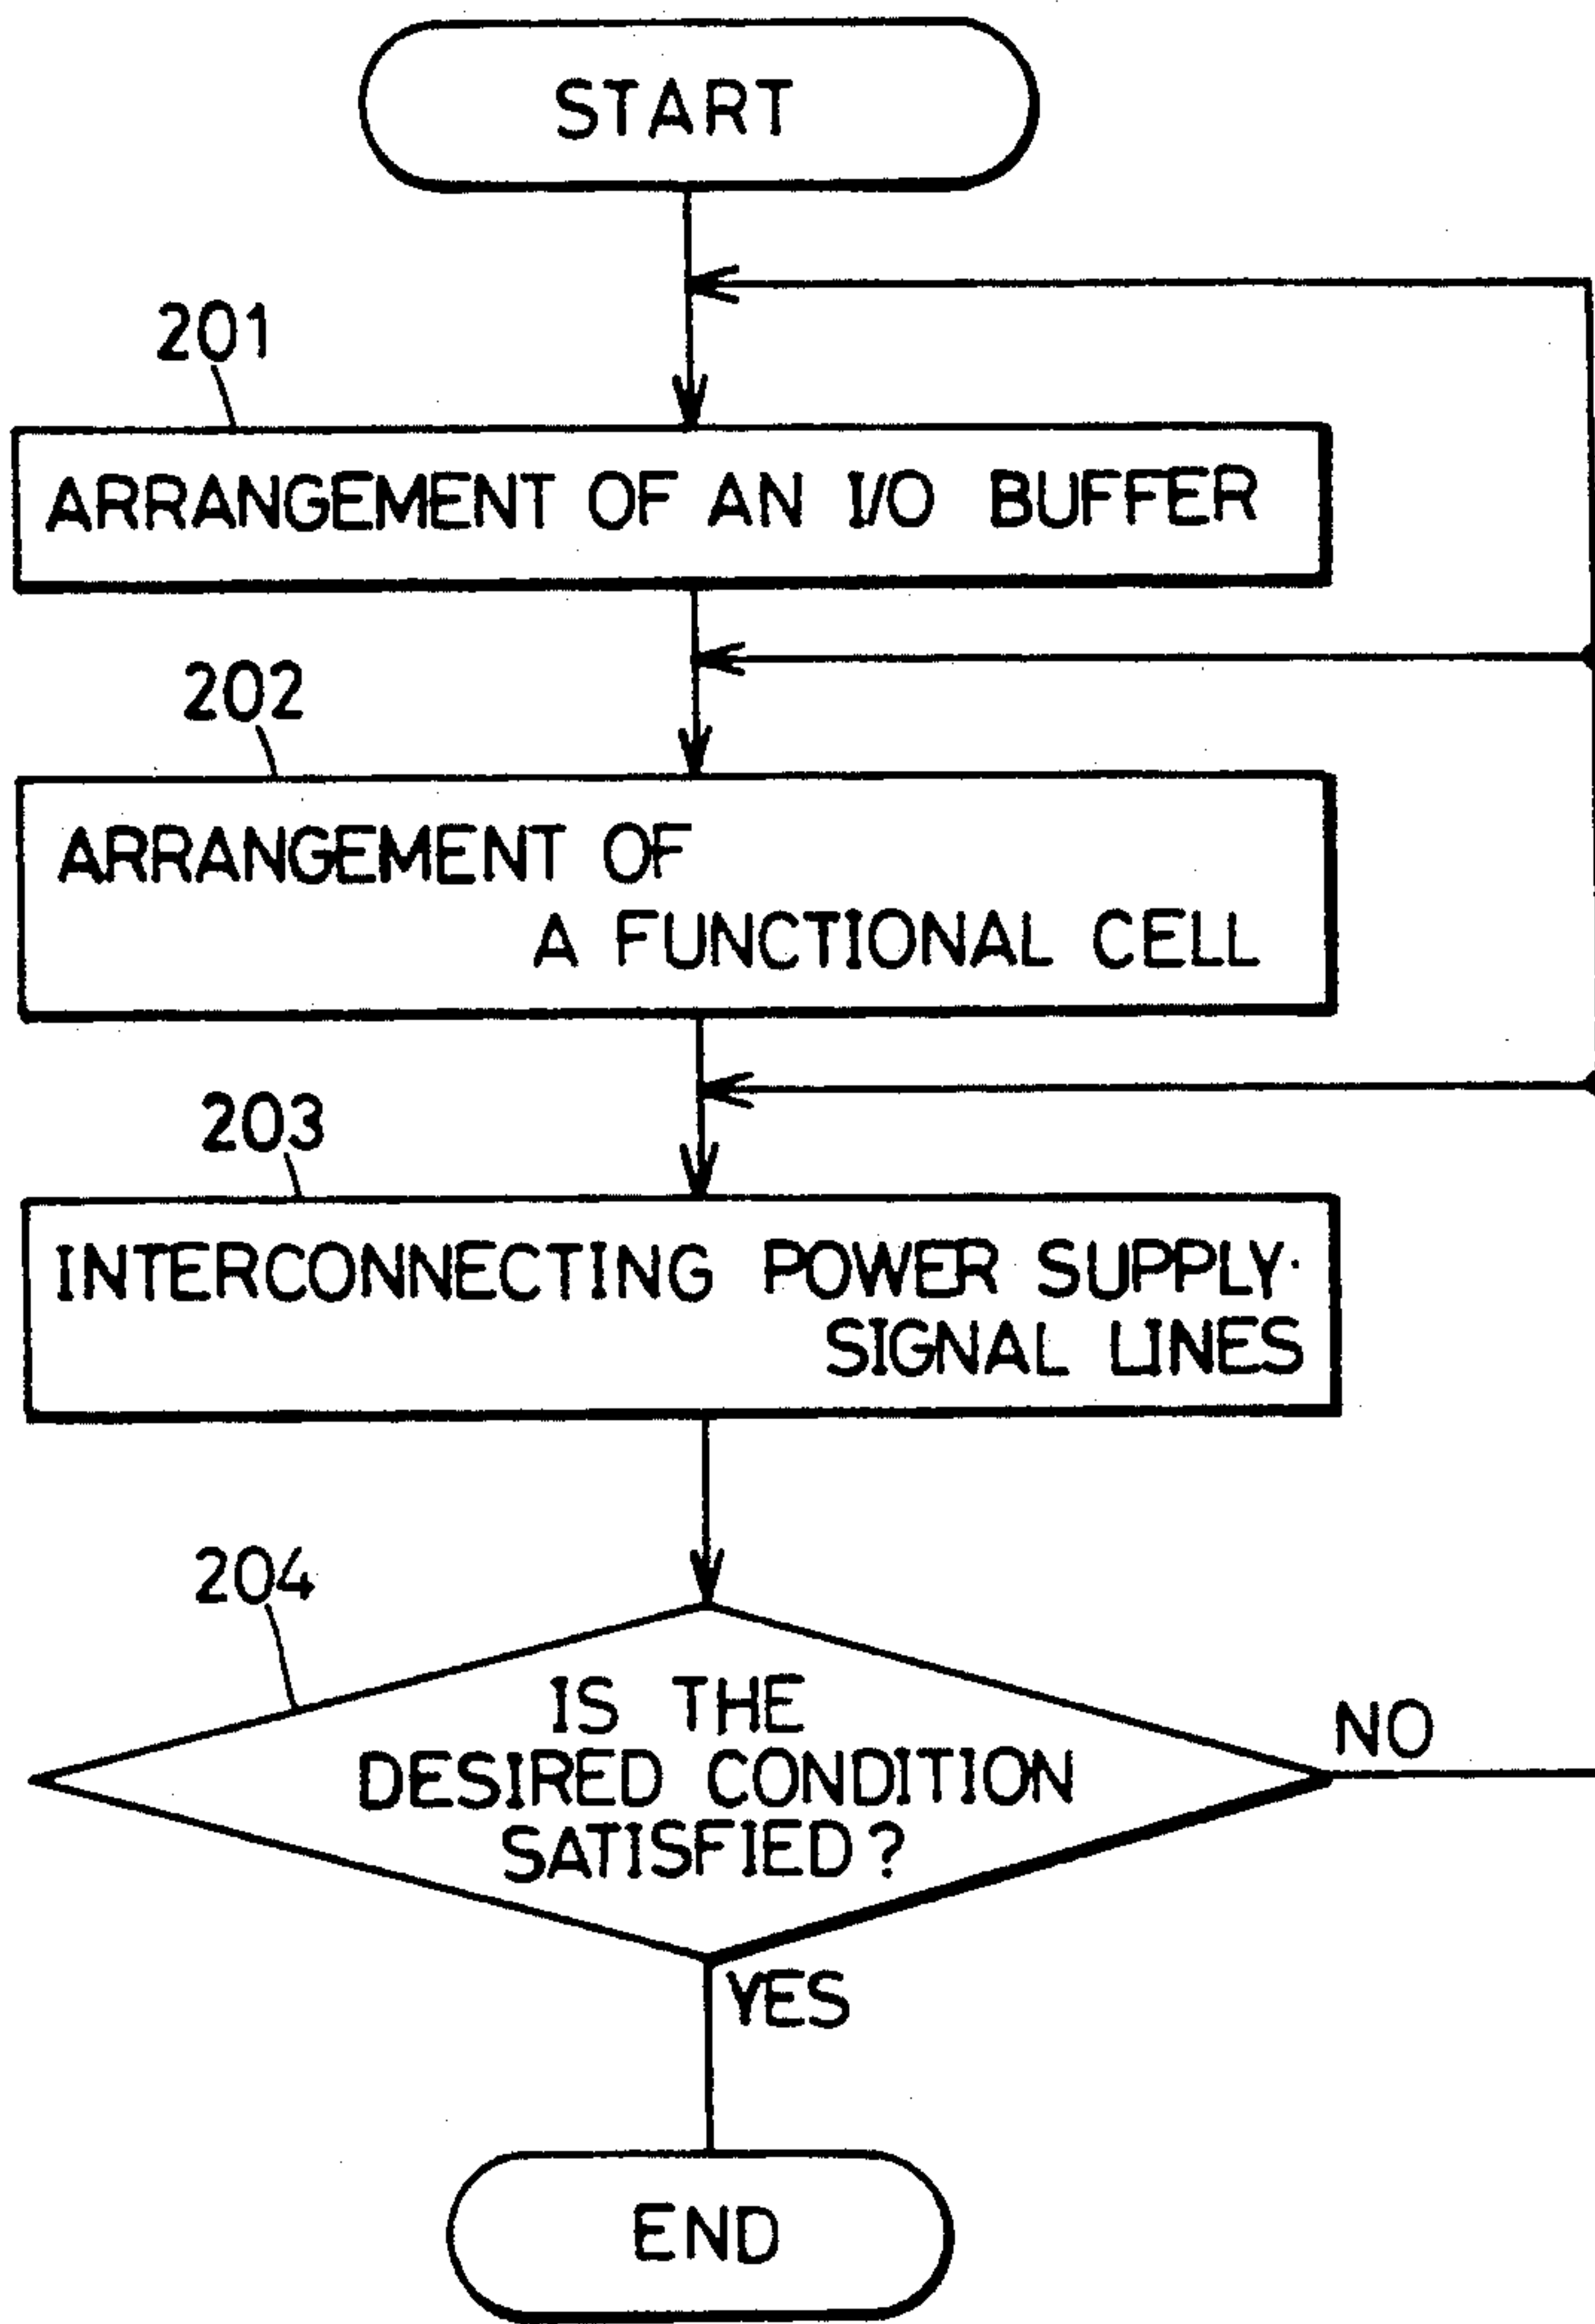 START
201
ARRANGEMENT OF AN I/O BUFFER
202
ARRANGEMENT OF
A FUNCTIONAL CELL
203
INTERCONNECTING POWER SUPPLY·
SIGNAL LINES
204
IS THE
DESIRED CONDITION
SATISFIED?
NO
YES
END